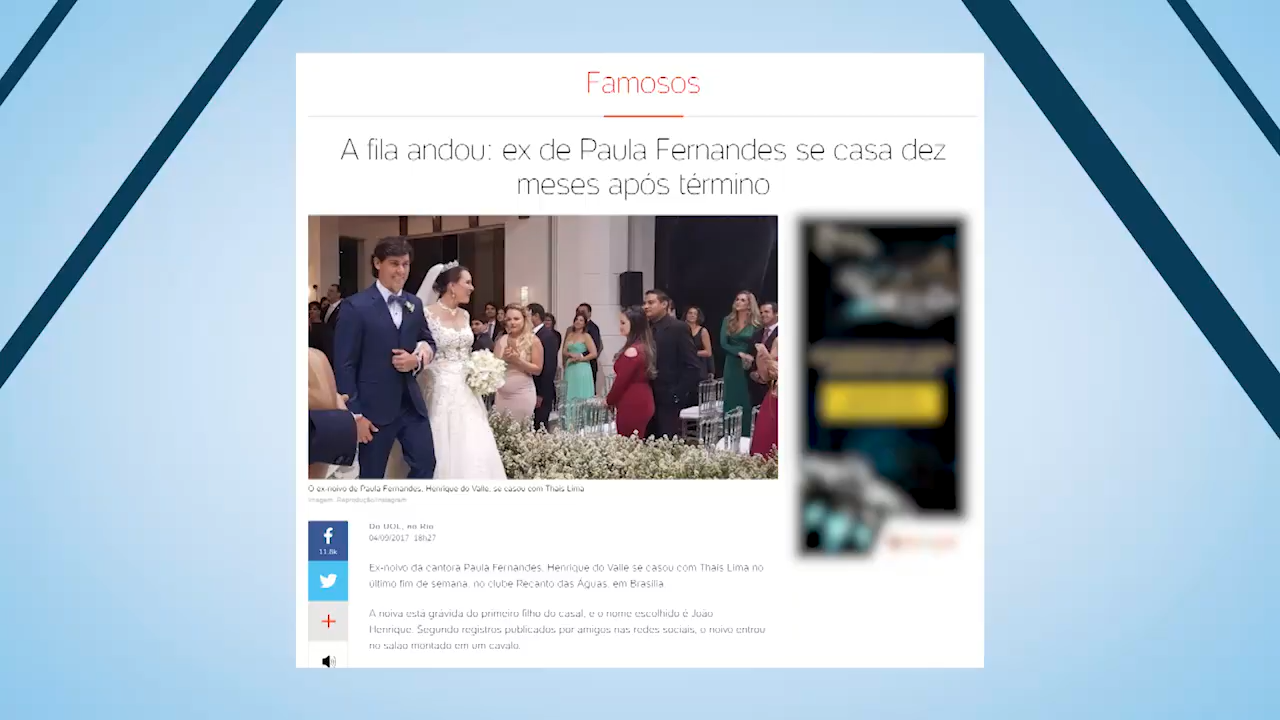 Famosos
A fila andou: ex de Paula Fernandes se casa dez
meses após término
O ex-noivo de Paula Fernandes, Henrique do Valle, se casou com Thaís Lima
Imagem: Reprodução/Instagram
11.8k
Do UOL, no Rio
04/09/2017 18h27
Ex-noivo da cantora Paula Fernandes, Henrique do Valle se casou com Thaís Lima no
último fim de semana, no clube Recanto das Águas, em Brasília.
A noiva está grávida do primeiro filho do casal, e o nome escolhido é João
Henrique. Segundo registros publicados por amigos nas redes sociais, o noivo entrou
no salão montado em um cavalo.